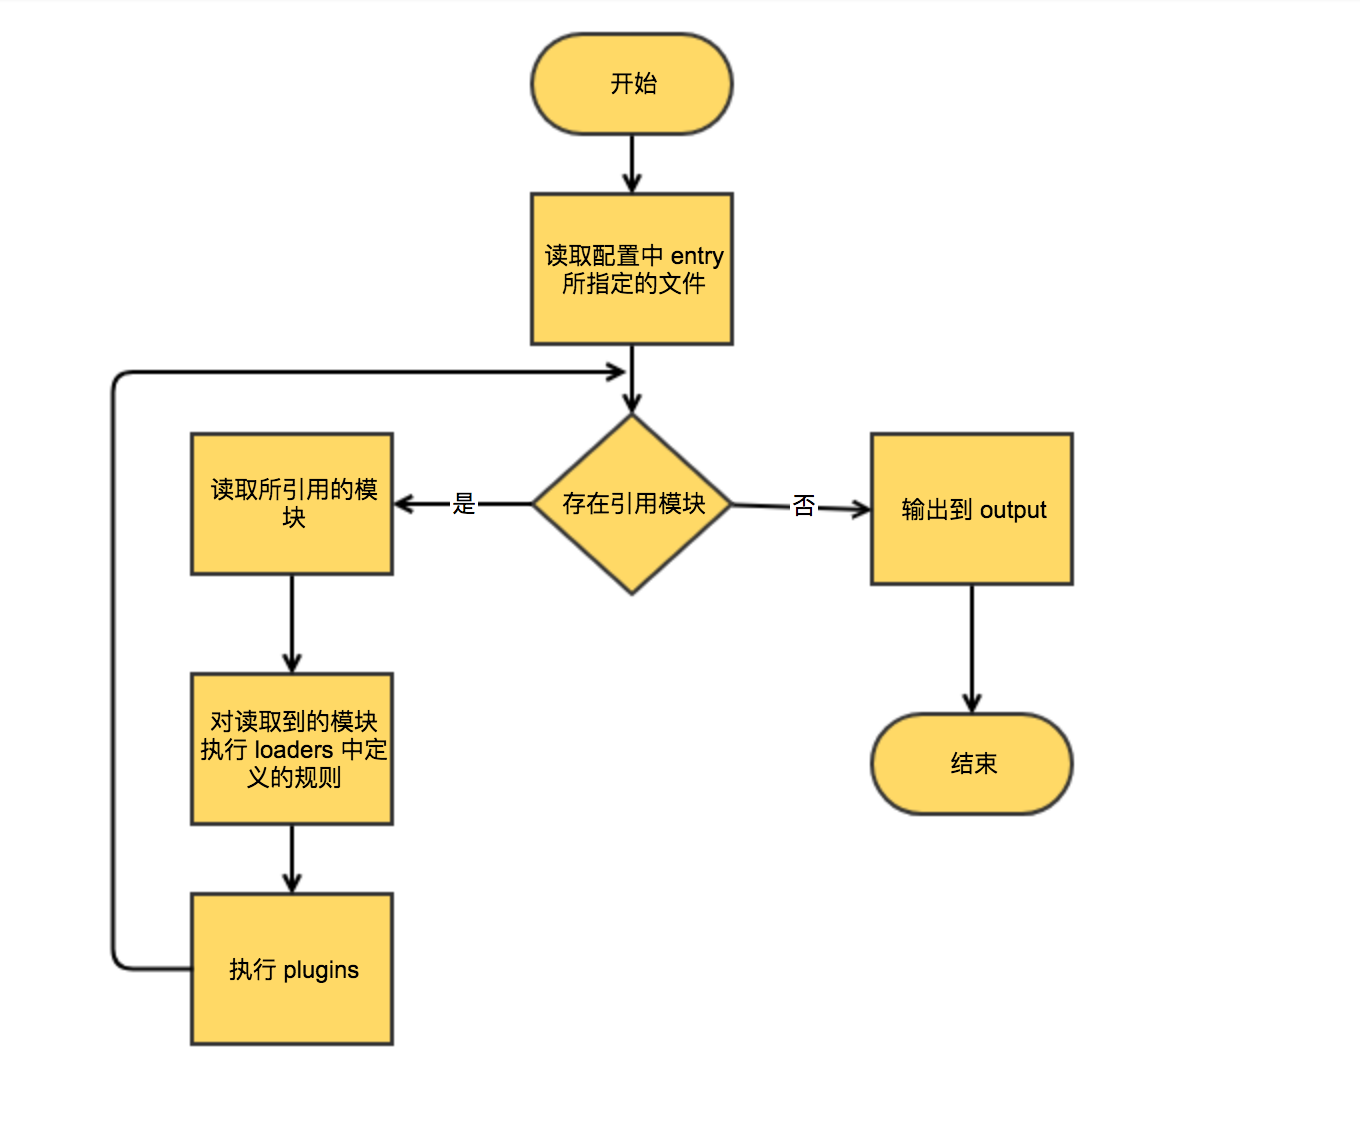 开始
读取配置中 entry
所指定的文件
存在引用模块
是
否
读取所引用的模
块
输出到 output
对读取到的模块
执行 loaders 中定
义的规则
结束
执行 plugins